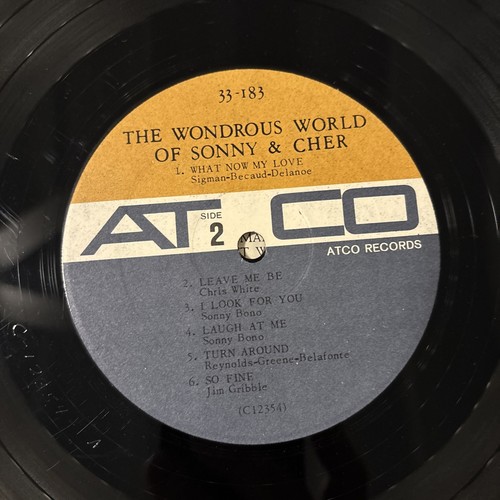 33-183
THE WONDROUS WORLD
OF SONNY & CHER
1. WHAT NOW MY LOVE
Sigman-Becaud-Delanoe
ATCO
SIDE
2
ATCO RECORDS
2. LEAVE ME BE
Chris White
3. I LOOK FOR YOU
Sonny Bono
4. LAUGH AT ME
Sonny Bono
5. TURN AROUND
Reynolds-Greene-Belafonte
6. SO FINE
Jim Gribble
(C12354)